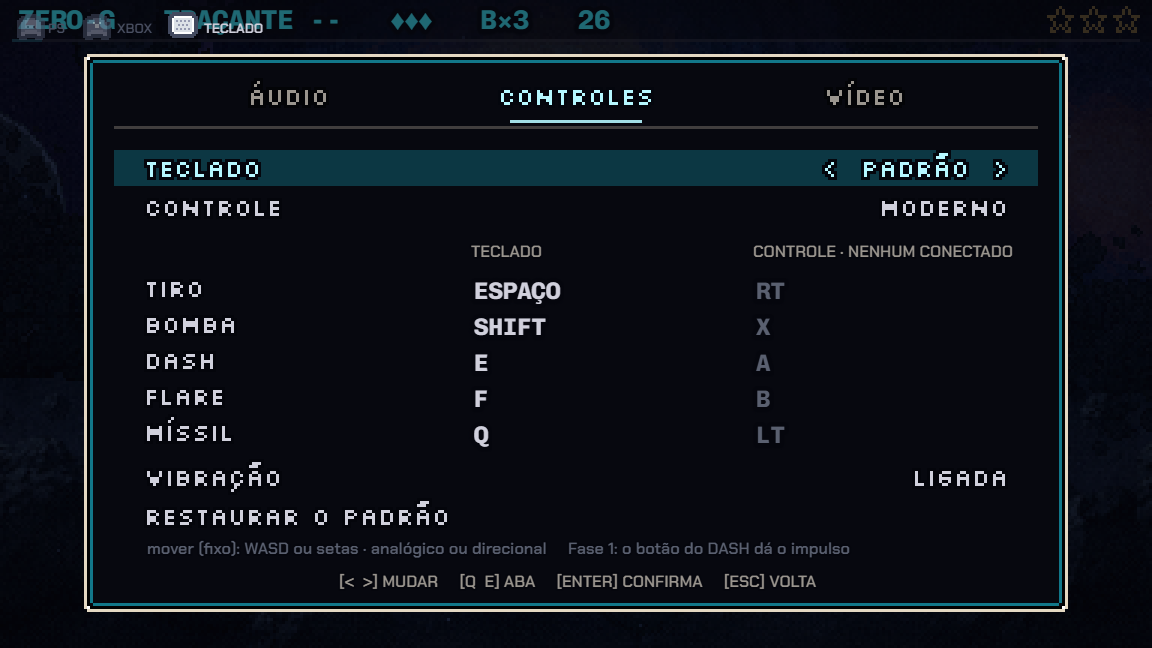 ZERO G TRAÇANTE -- ♦♦♦ B×3 26
PS XBOX TECLADO
ÁUDIO CONTROLES VÍDEO
TECLADO < PADRÃO >
CONTROLE MODERNO
TECLADO CONTROLE · NENHUM CONECTADO
TIRO ESPAÇO RT
BOMBA SHIFT X
DASH E A
FLARE F B
MÍSSIL Q LT
VIBRAÇÃO LIGADA
RESTAURAR O PADRÃO
mover (fixo): WASD ou setas · analógico ou direcional Fase 1: o botão do DASH dá o impulso
[< >] MUDAR [Q E] ABA [ENTER] CONFIRMA [ESC] VOLTA